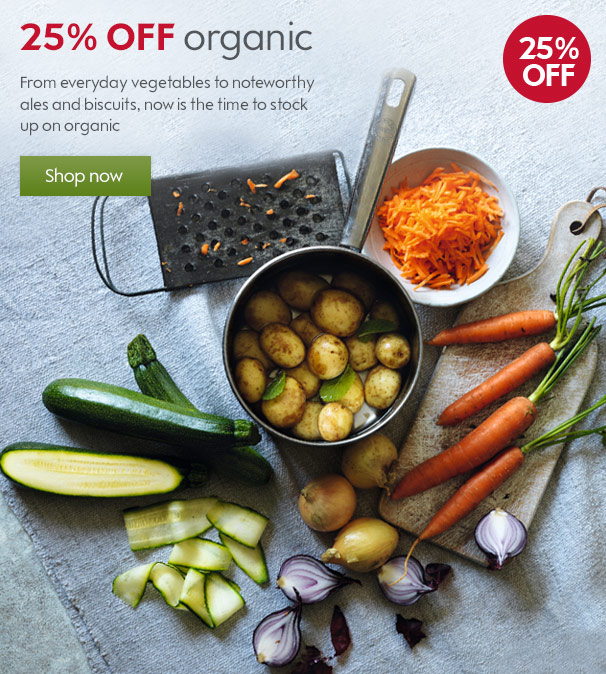 25% OFF organic
From everyday vegetables to noteworthy
ales and biscuits, now is the time to stock
up on organic
Shop now
25%
OFF